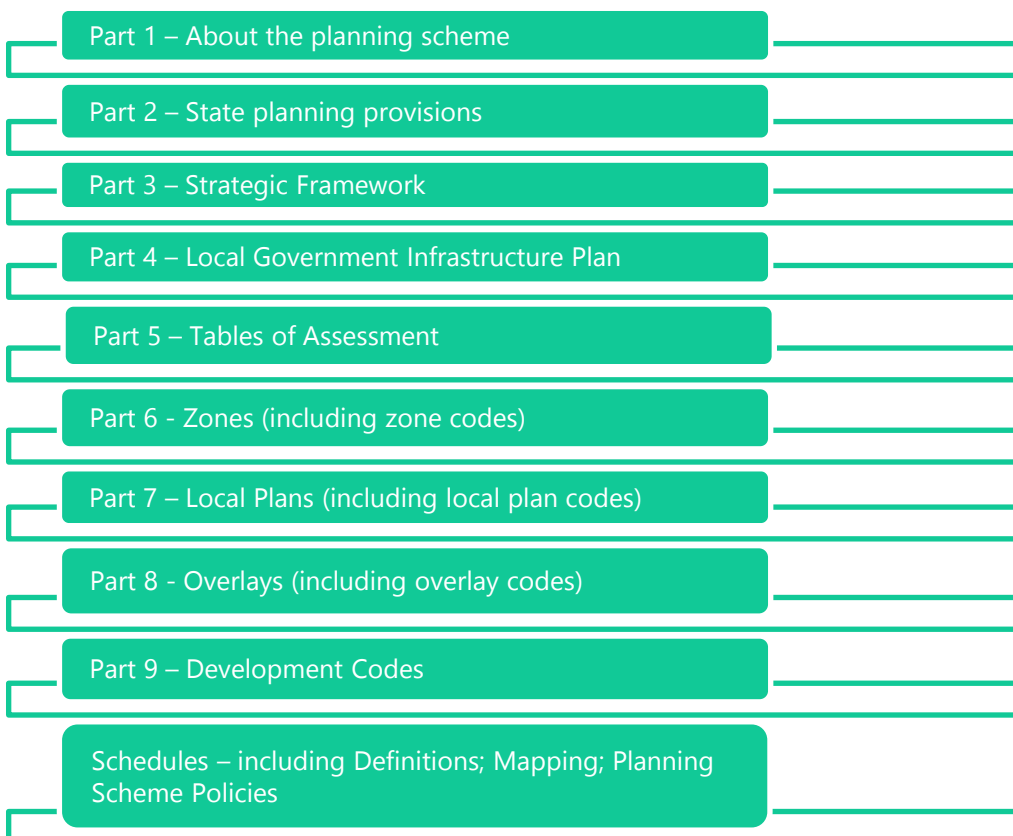 Part 1 – About the planning scheme
Part 2 – State planning provisions
Part 3 – Strategic Framework
Part 4 – Local Government Infrastructure Plan
Part 5 – Tables of Assessment
Part 6 - Zones (including zone codes)
Part 7 – Local Plans (including local plan codes)
Part 8 - Overlays (including overlay codes)
Part 9 – Development Codes
Schedules – including Definitions; Mapping; Planning
Scheme Policies